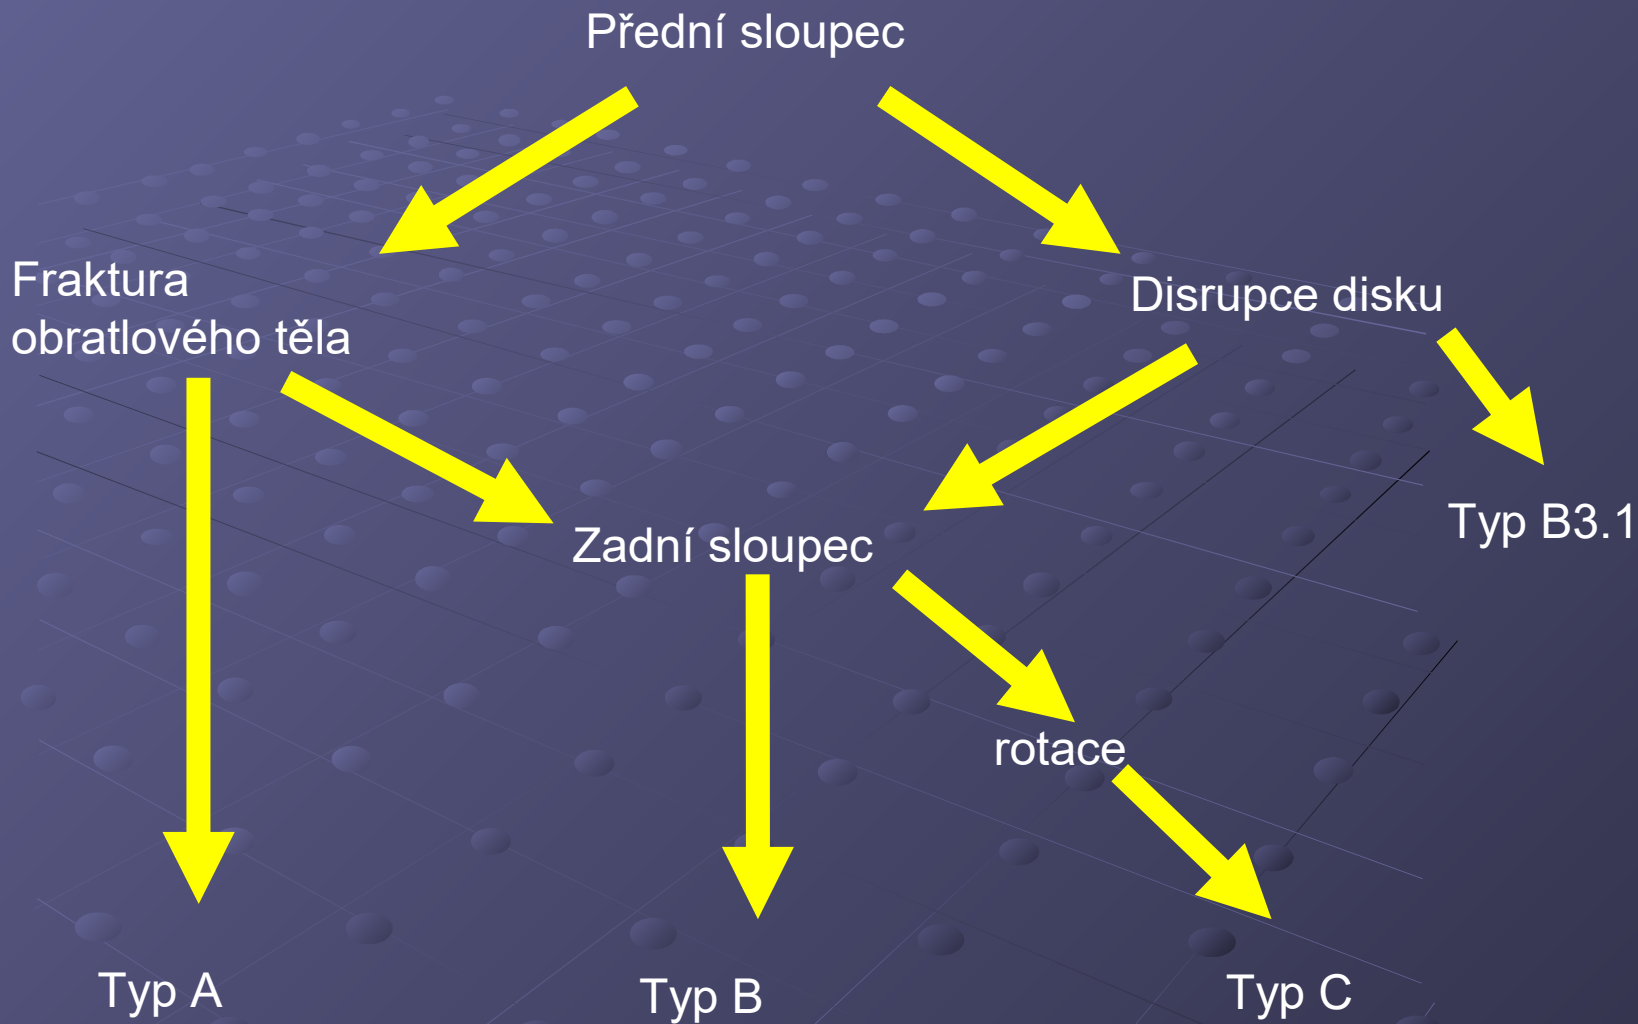 Přední sloupec
Fraktura
obratlového těla
Disrupce disku
Typ B3.1
Zadní sloupec
rotace
Typ A
Typ B
Typ C